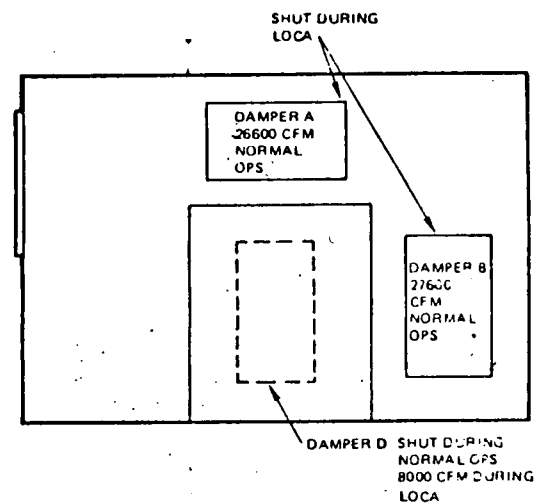 SHUT DURING
LOCA
DAMPER A
26600 CFM
NORMAL
OPS
DAMPER B
27600
CFM
NORMAL
OPS
DAMPER D SHUT DURING
NORMAL OPS
8000 CFM DURING
LOCA